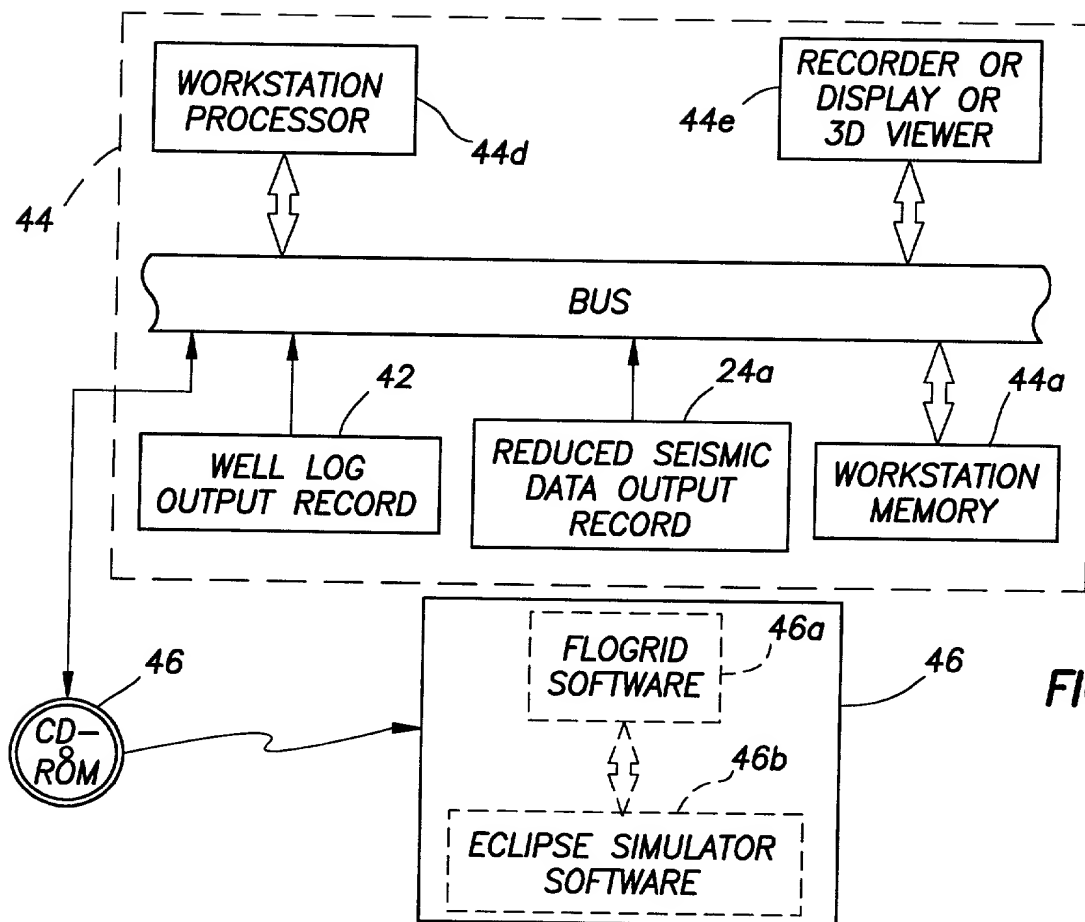 WORKSTATION
PROCESSOR
44d
RECORDER OR
DISPLAY OR
3D VIEWER
44e
44
BUS
42
24a
44a
WELL LOG
OUTPUT RECORD
REDUCED SEISMIC
DATA OUTPUT
RECORD
WORKSTATION
MEMORY
46
CD-
ROM
FLOGRID
SOFTWARE
46a
46
46b
ECLIPSE SIMULATOR
SOFTWARE